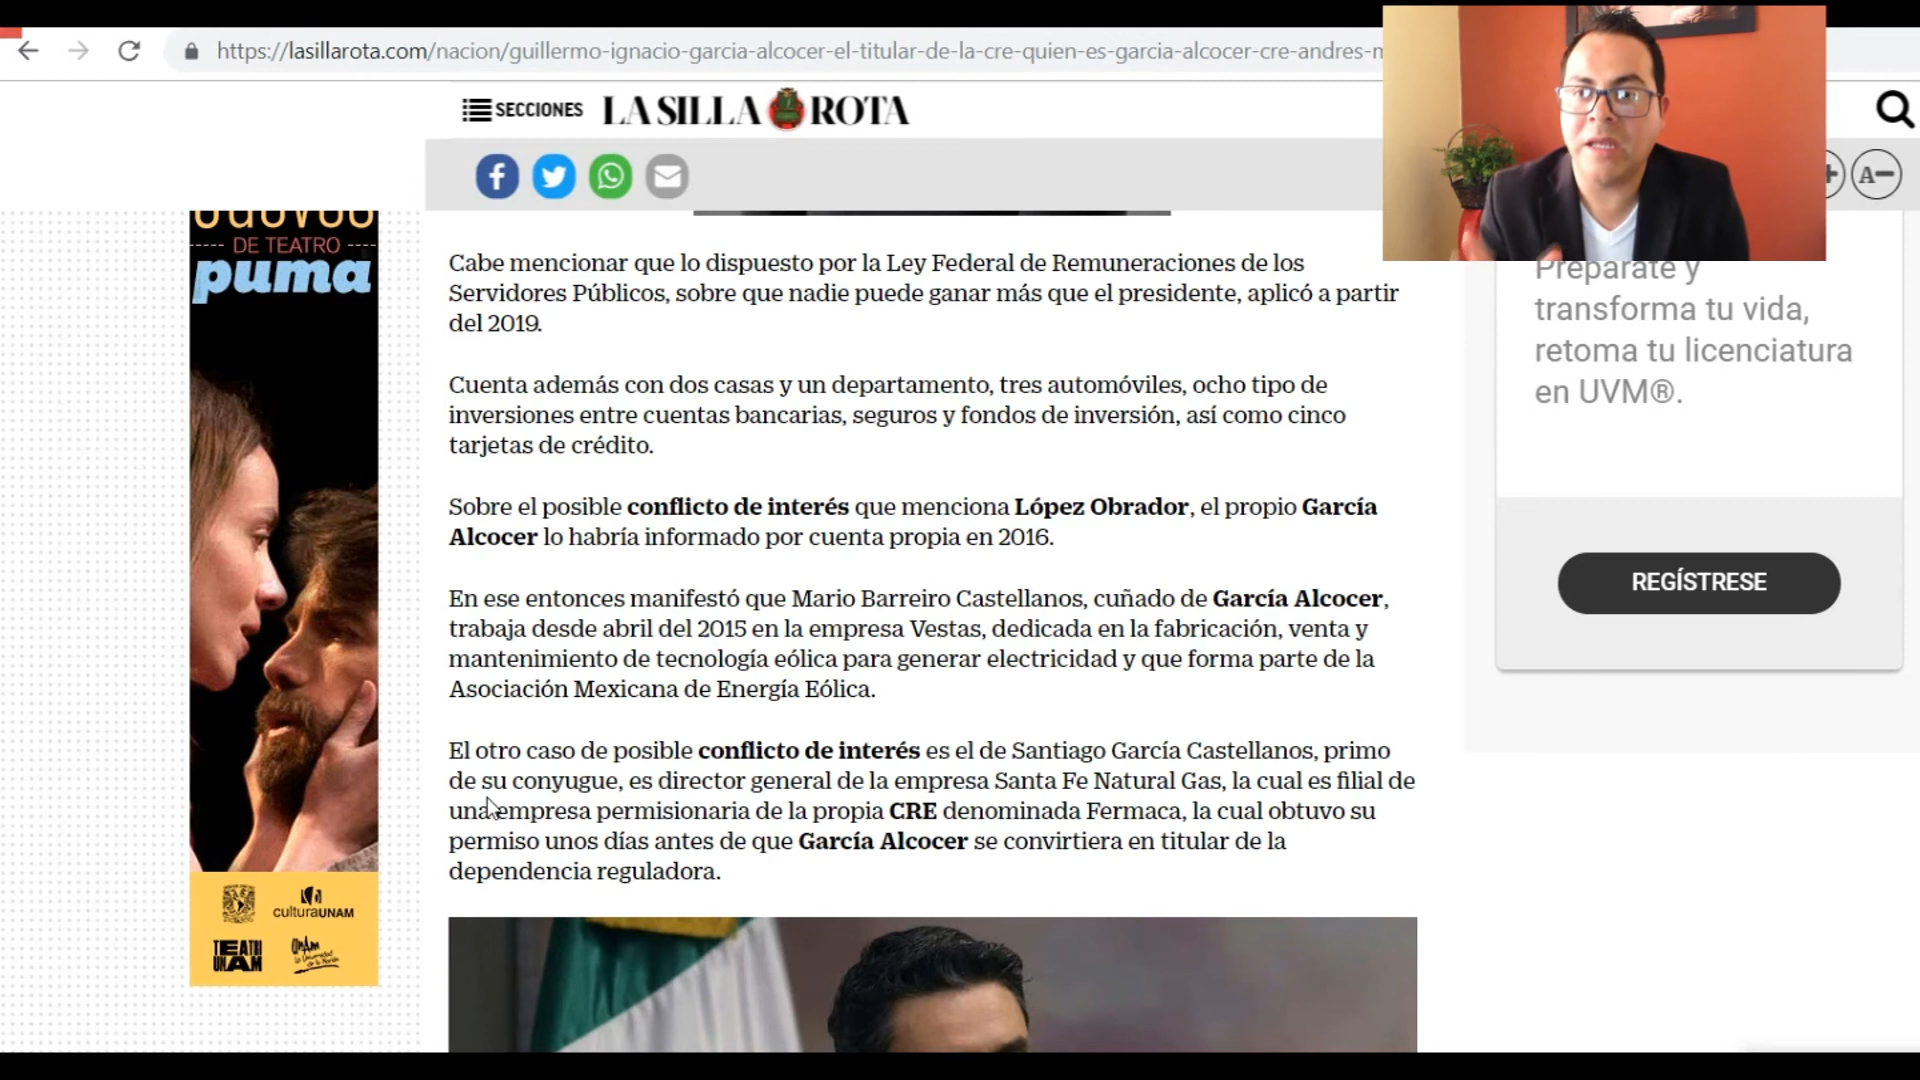 https://lasillarota.com/nacion/guillermo-ignacio-garcia-alcocer-el-titular-de-la-cre-quien-es-garcia-alcocer-cre-andres-m
SECCIONES
LA SILLA ROTA
A-
DE TEATRO
puma
culturaUNAM
TEATRO UNAM
UNAM
La Universidad
de la Nación
Cabe mencionar que lo dispuesto por la Ley Federal de Remuneraciones de los
Servidores Públicos, sobre que nadie puede ganar más que el presidente, aplicó a partir
del 2019.
Cuenta además con dos casas y un departamento, tres automóviles, ocho tipo de
inversiones entre cuentas bancarias, seguros y fondos de inversión, así como cinco
tarjetas de crédito.
Sobre el posible conflicto de interés que menciona López Obrador, el propio García
Alcocer lo habría informado por cuenta propia en 2016.
En ese entonces manifestó que Mario Barreiro Castellanos, cuñado de García Alcocer,
trabaja desde abril del 2015 en la empresa Vestas, dedicada en la fabricación, venta y
mantenimiento de tecnología eólica para generar electricidad y que forma parte de la
Asociación Mexicana de Energía Eólica.
El otro caso de posible conflicto de interés es el de Santiago García Castellanos, primo
de su conyugue, es director general de la empresa Santa Fe Natural Gas, la cual es filial de
una empresa permisionaria de la propia CRE denominada Fermaca, la cual obtuvo su
permiso unos días antes de que García Alcocer se convirtiera en titular de la
dependencia reguladora.
Prepárate y
transforma tu vida,
retoma tu licenciatura
en UVM®.
REGÍSTRESE